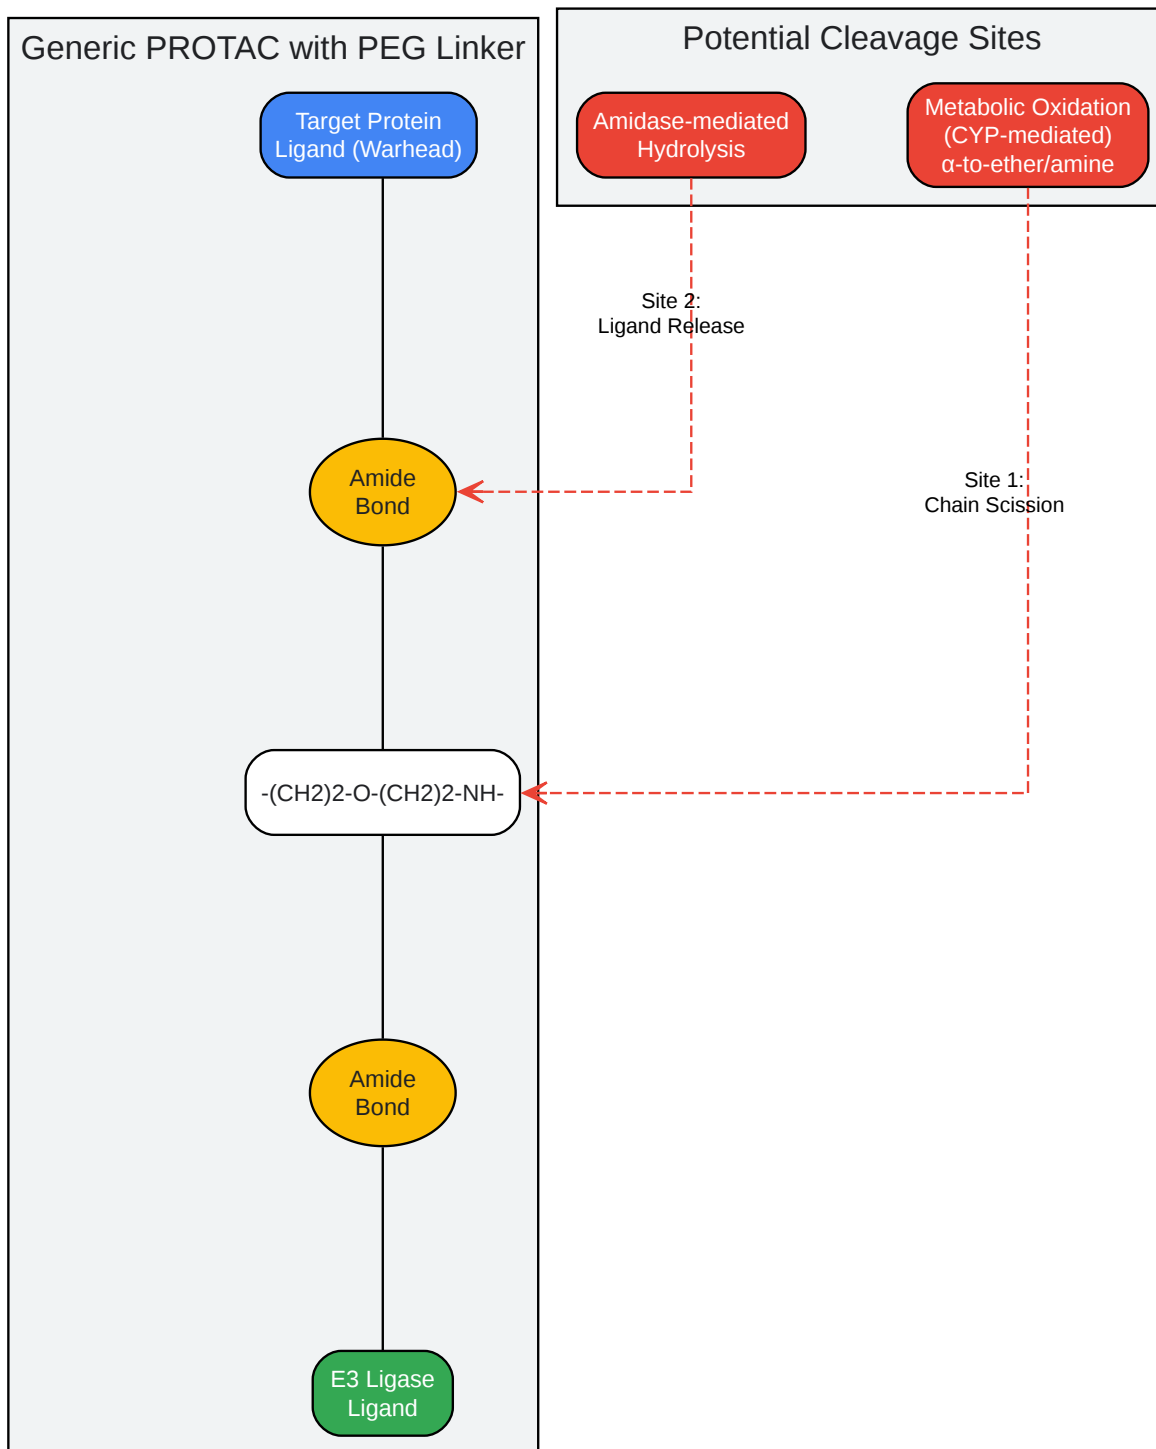 Generic PROTAC with PEG Linker
Potential Cleavage Sites
Target Protein
Ligand (Warhead)
Amidase-mediated
Hydrolysis
Metabolic Oxidation
(CYP-mediated)
α-to-ether/amine
Site 2:
Ligand Release
Amide
Bond
Site 1:
Chain Scission
-(CH2)2-O-(CH2)2-NH-
Amide
Bond
E3 Ligase
Ligand